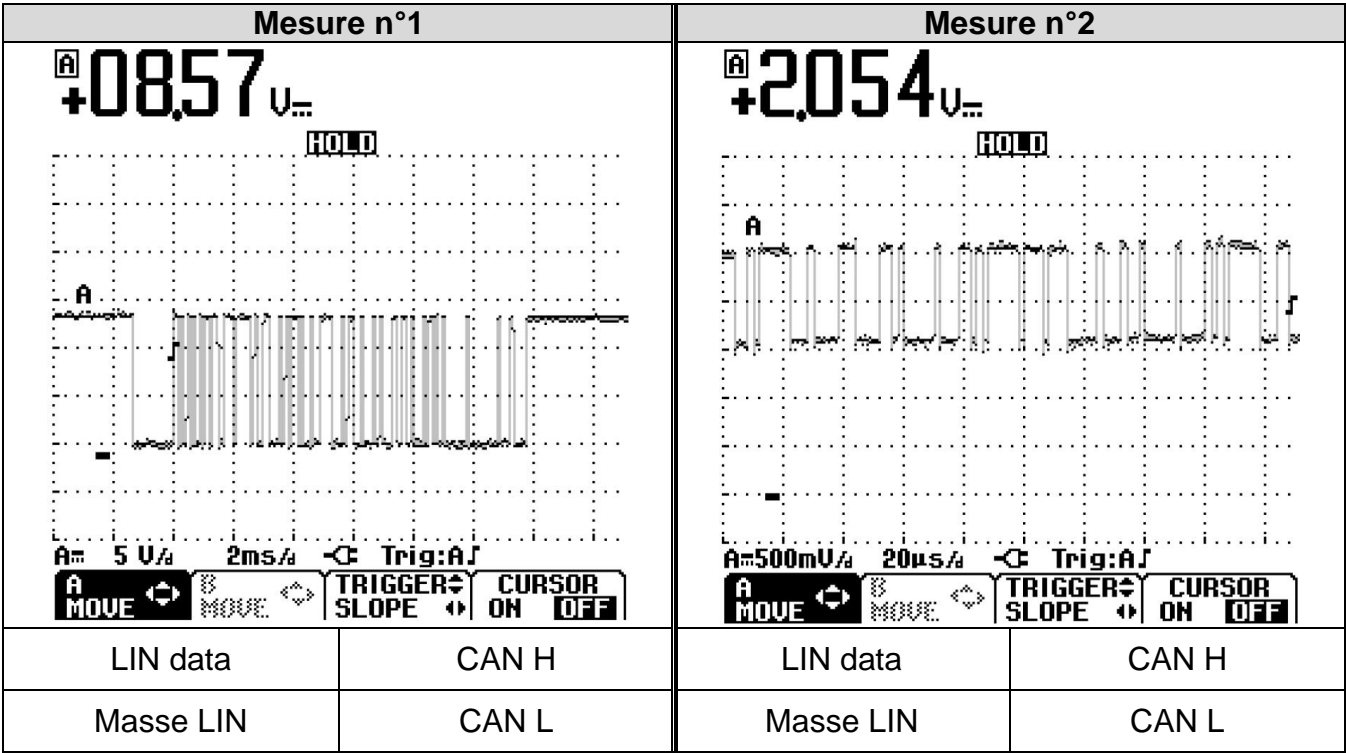 Mesure n°1
Mesure n°2
A
+08.57 V
HOLD
A
A 5 V/d 2ms/d Trig:A
A MOVE
B MOVE
TRIGGER SLOPE
CURSOR ON OFF
A
+2.054 V
HOLD
A
A 500mV/d 20µs/d Trig:A
A MOVE
B MOVE
TRIGGER SLOPE
CURSOR ON OFF
LIN data
CAN H
LIN data
CAN H
Masse LIN
CAN L
Masse LIN
CAN L